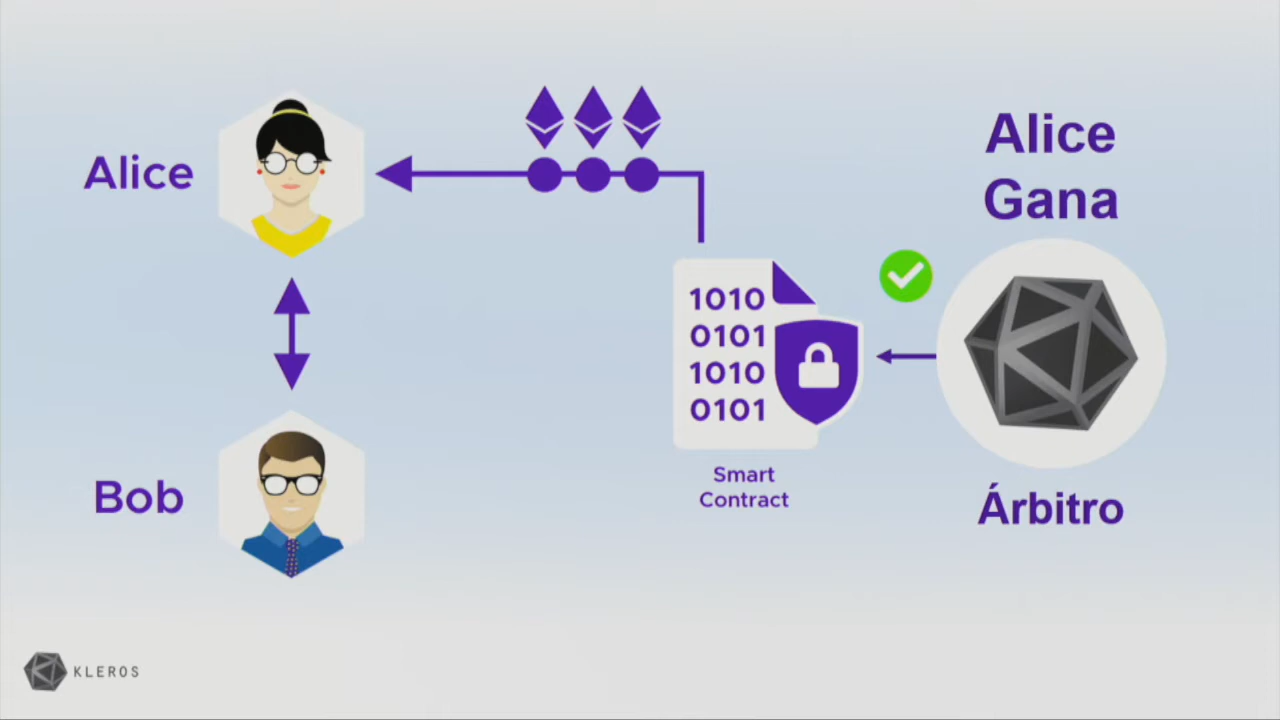 Alice
Alice
Gana
1010
0101
1010
0101
Smart
Contract
Bob
Árbitro
KLEROS